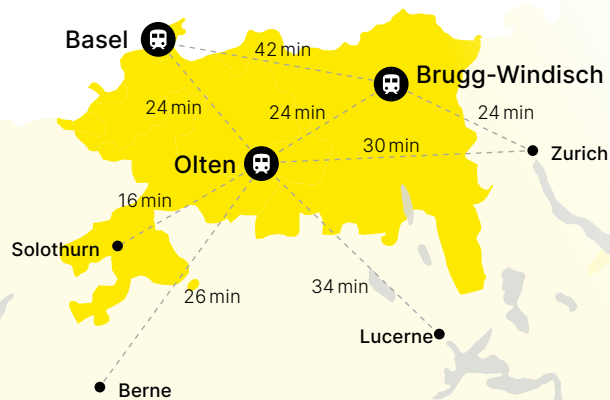 Basel
42 min
Brugg-Windisch
24 min
24 min
24 min
30 min
Zurich
Olten
16 min
Solothurn
26 min
34 min
Lucerne
Berne